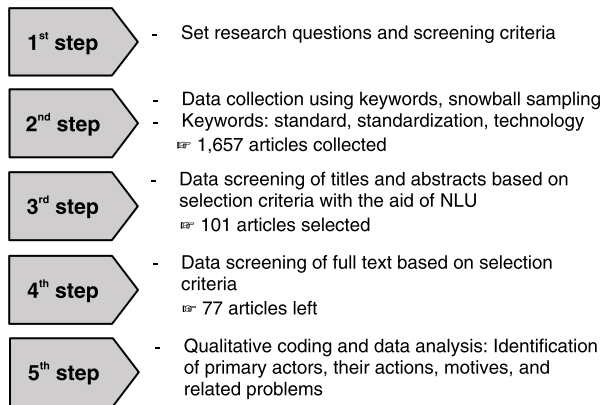 1st step
- Set research questions and screening criteria
2nd step
- Data collection using keywords, snowball sampling
- Keywords: standard, standardization, technology
☞ 1,657 articles collected
3rd step
- Data screening of titles and abstracts based on
selection criteria with the aid of NLU
☞ 101 articles selected
4th step
- Data screening of full text based on selection
criteria
☞ 77 articles left
5th step
- Qualitative coding and data analysis: Identification
of primary actors, their actions, motives, and
related problems